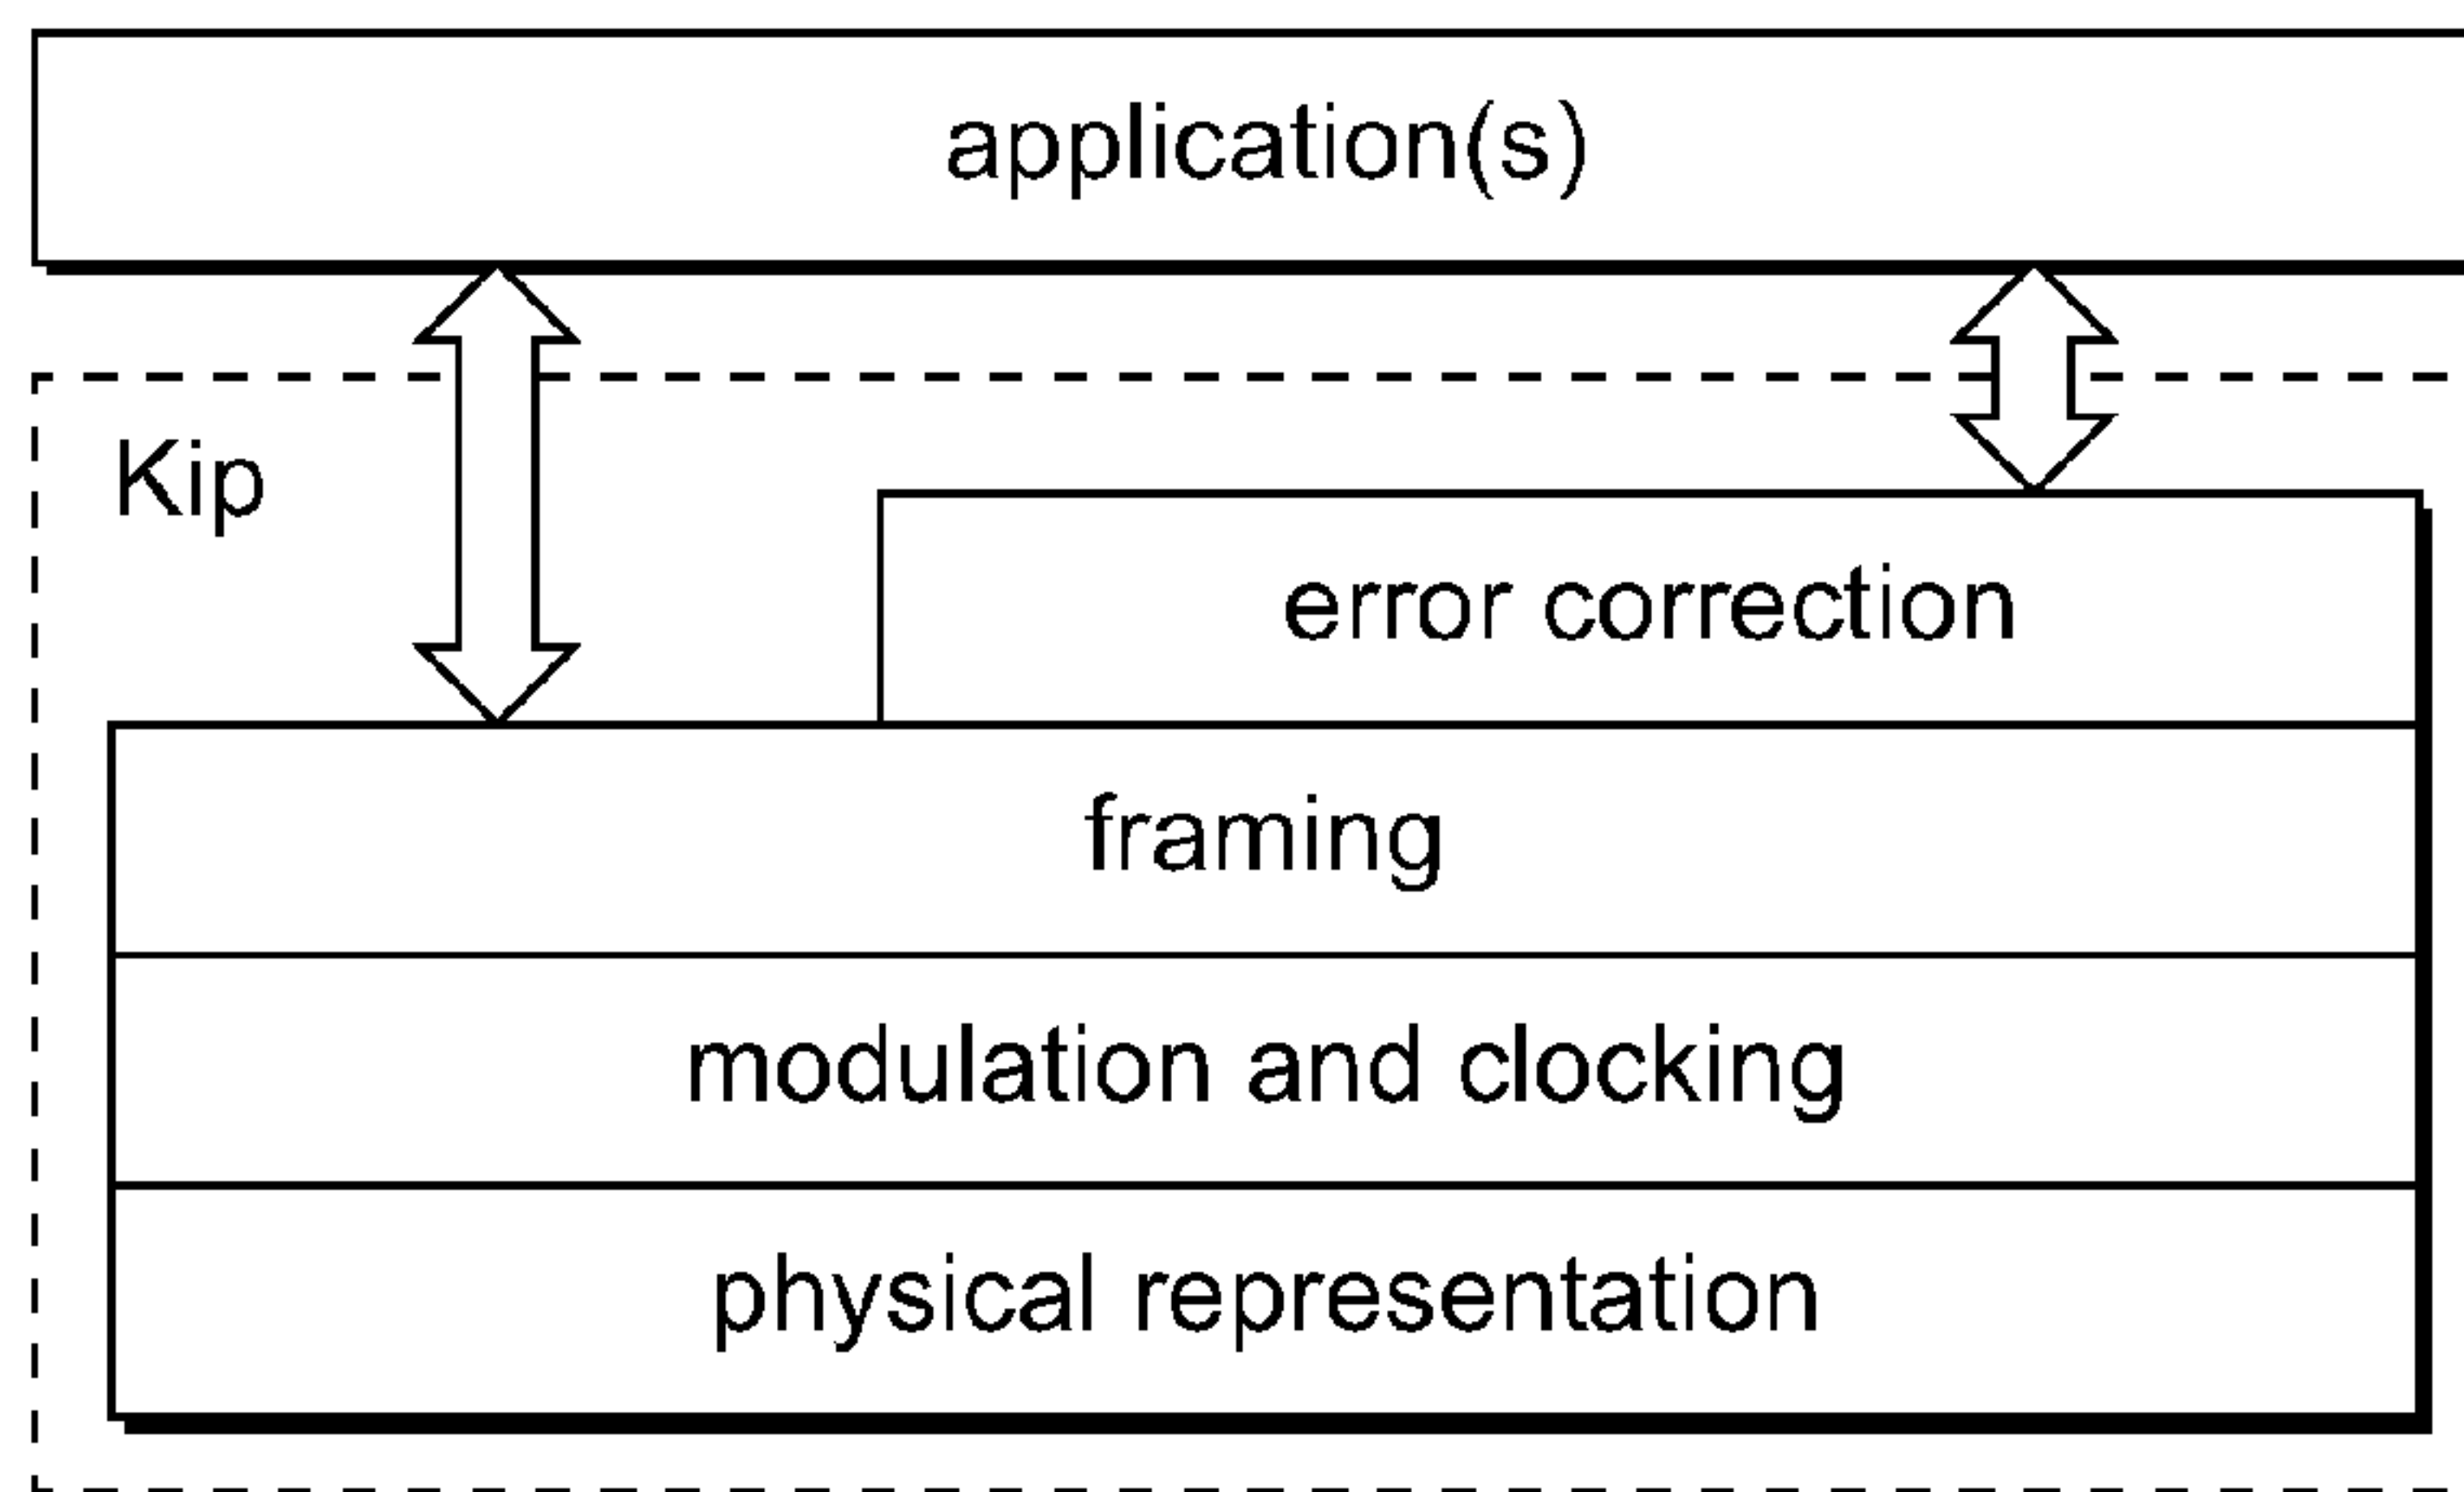 application(s)
Kip
error correction
framing
modulation and clocking
physical representation